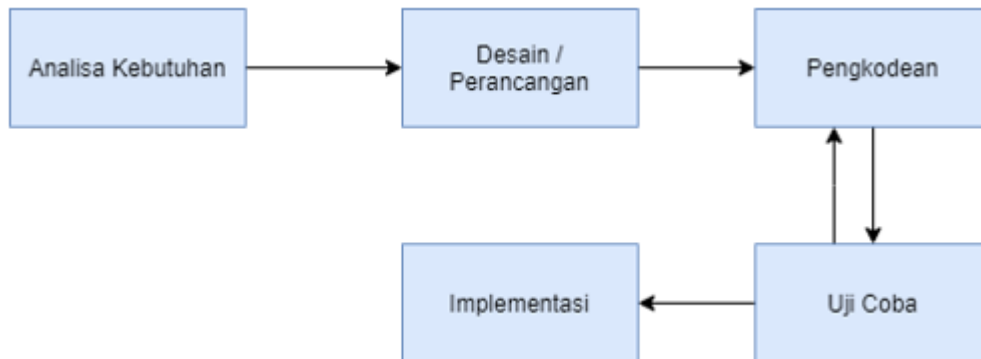 Analisa Kebutuhan
Desain /
Perancangan
Pengkodean
Implementasi
Uji Coba